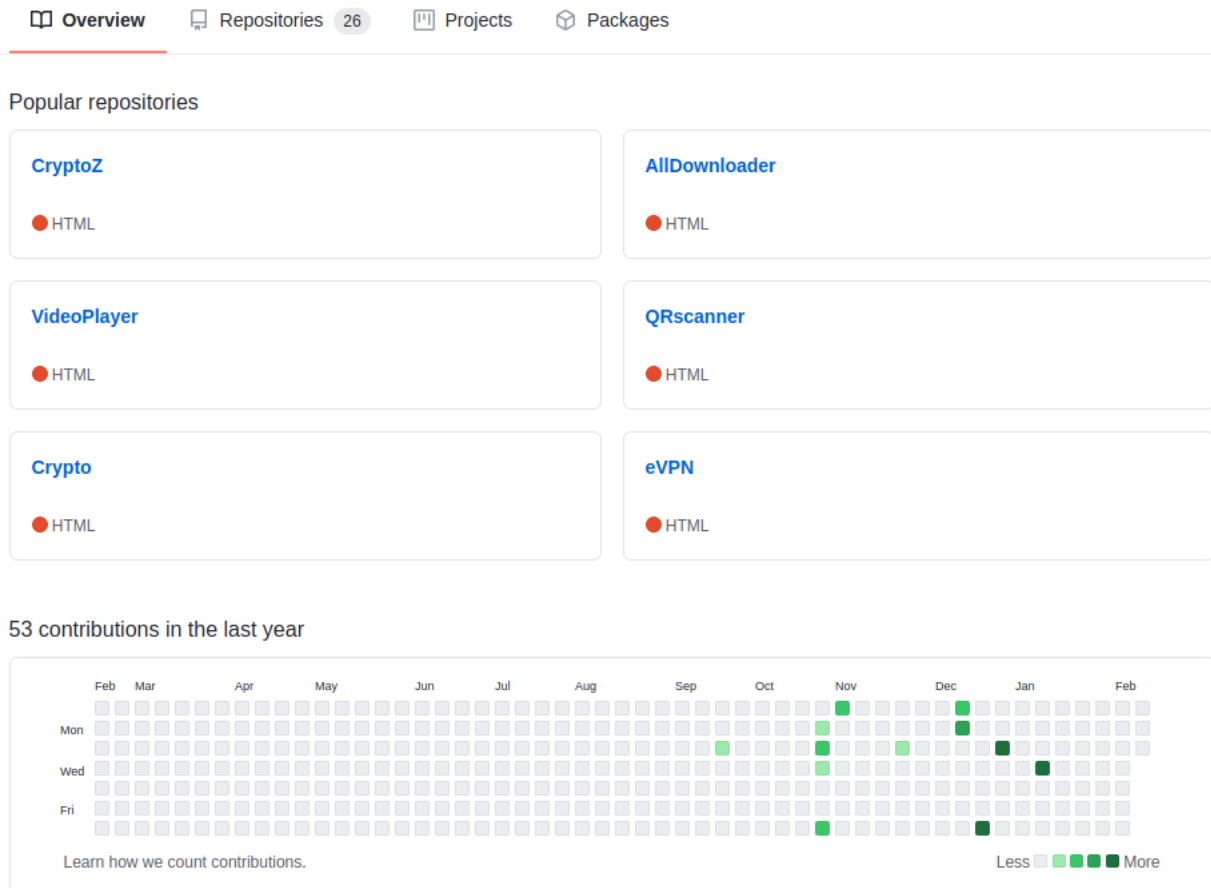 Overview Repositories 26 Projects Packages
Popular repositories
CryptoZ
HTML
AllDownloader
HTML
VideoPlayer
HTML
QRscanner
HTML
Crypto
HTML
eVPN
HTML
53 contributions in the last year
Feb Mar Apr May Jun Jul Aug Sep Oct Nov Dec Jan Feb
Mon
Wed
Fri
Learn how we count contributions.
Less More